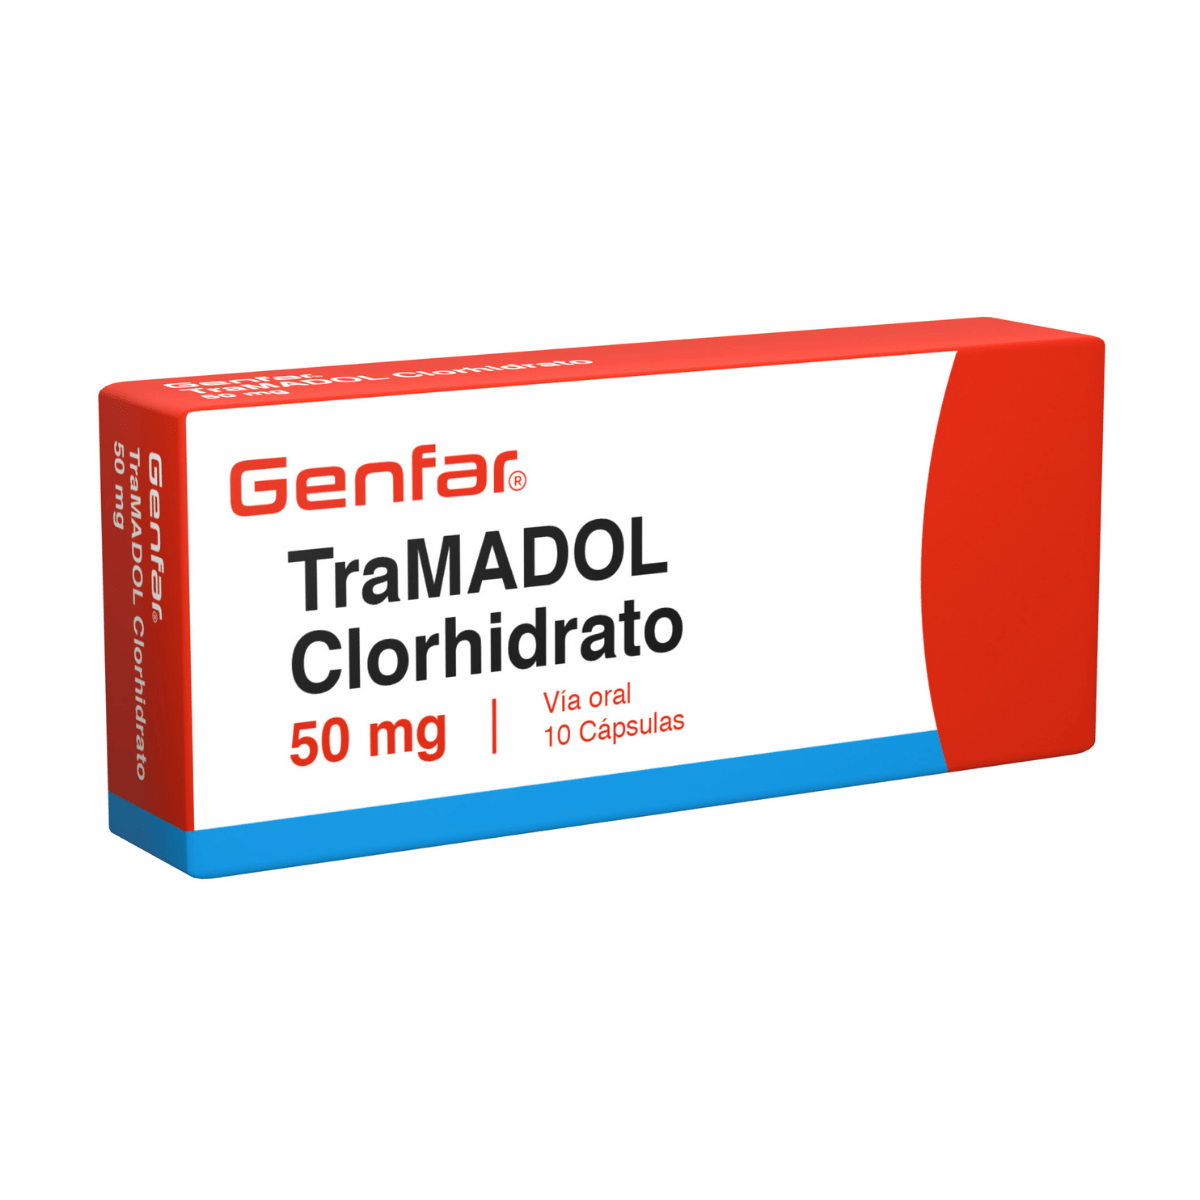 Genfar
TraMADOL Clorhidrato
50 mg
Genfar®
TraMADOL Clorhidrato
50 mg
Genfar®
TraMADOL
Clorhidrato
50 mg | Vía oral
10 Cápsulas